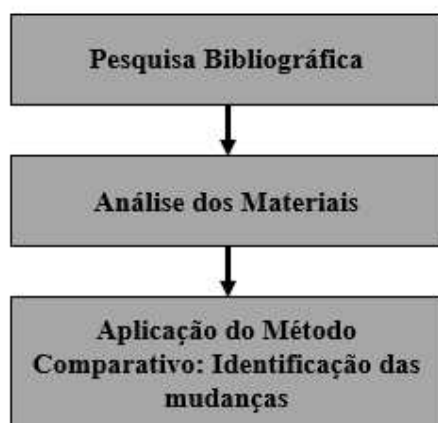 Pesquisa Bibliográfica
Análise dos Materiais
Aplicação do Método
Comparativo: Identificação das
mudanças